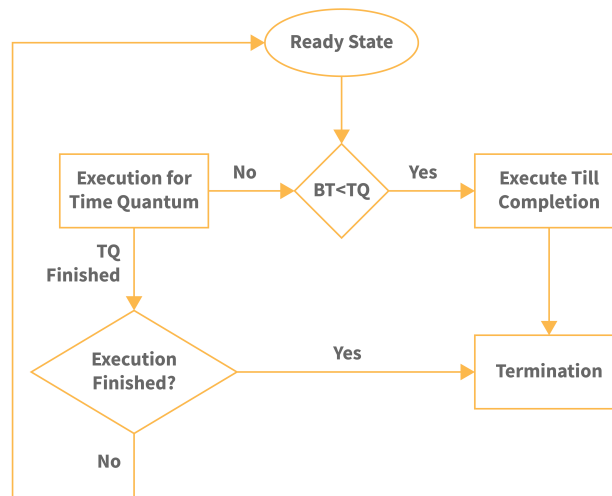 Ready State
No
BT<TQ
Yes
Execution for
Time Quantum
Execute Till
Completion
TQ
Finished
Execution
Finished?
Yes
Termination
No